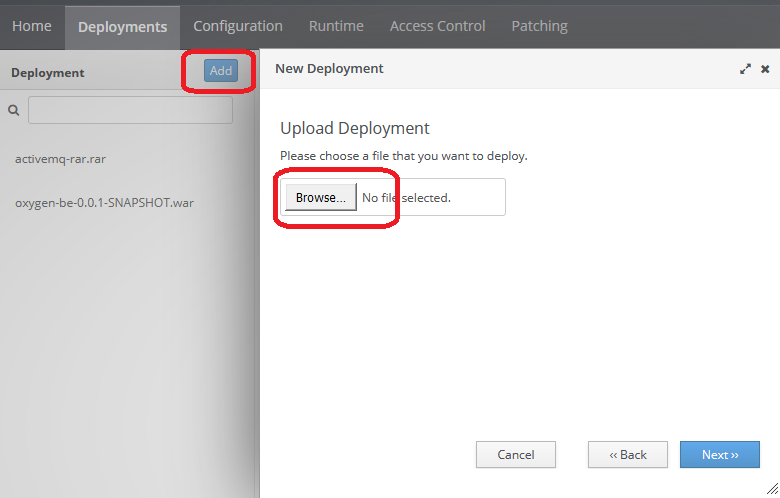 Home Deployments Configuration Runtime Access Control Patching
Deployment Add
activemq-rar.rar
oxygen-be-0.0.1-SNAPSHOT.war
New Deployment
Upload Deployment
Please choose a file that you want to deploy.
Browse... No file selected.
Cancel ‹‹ Back Next ››